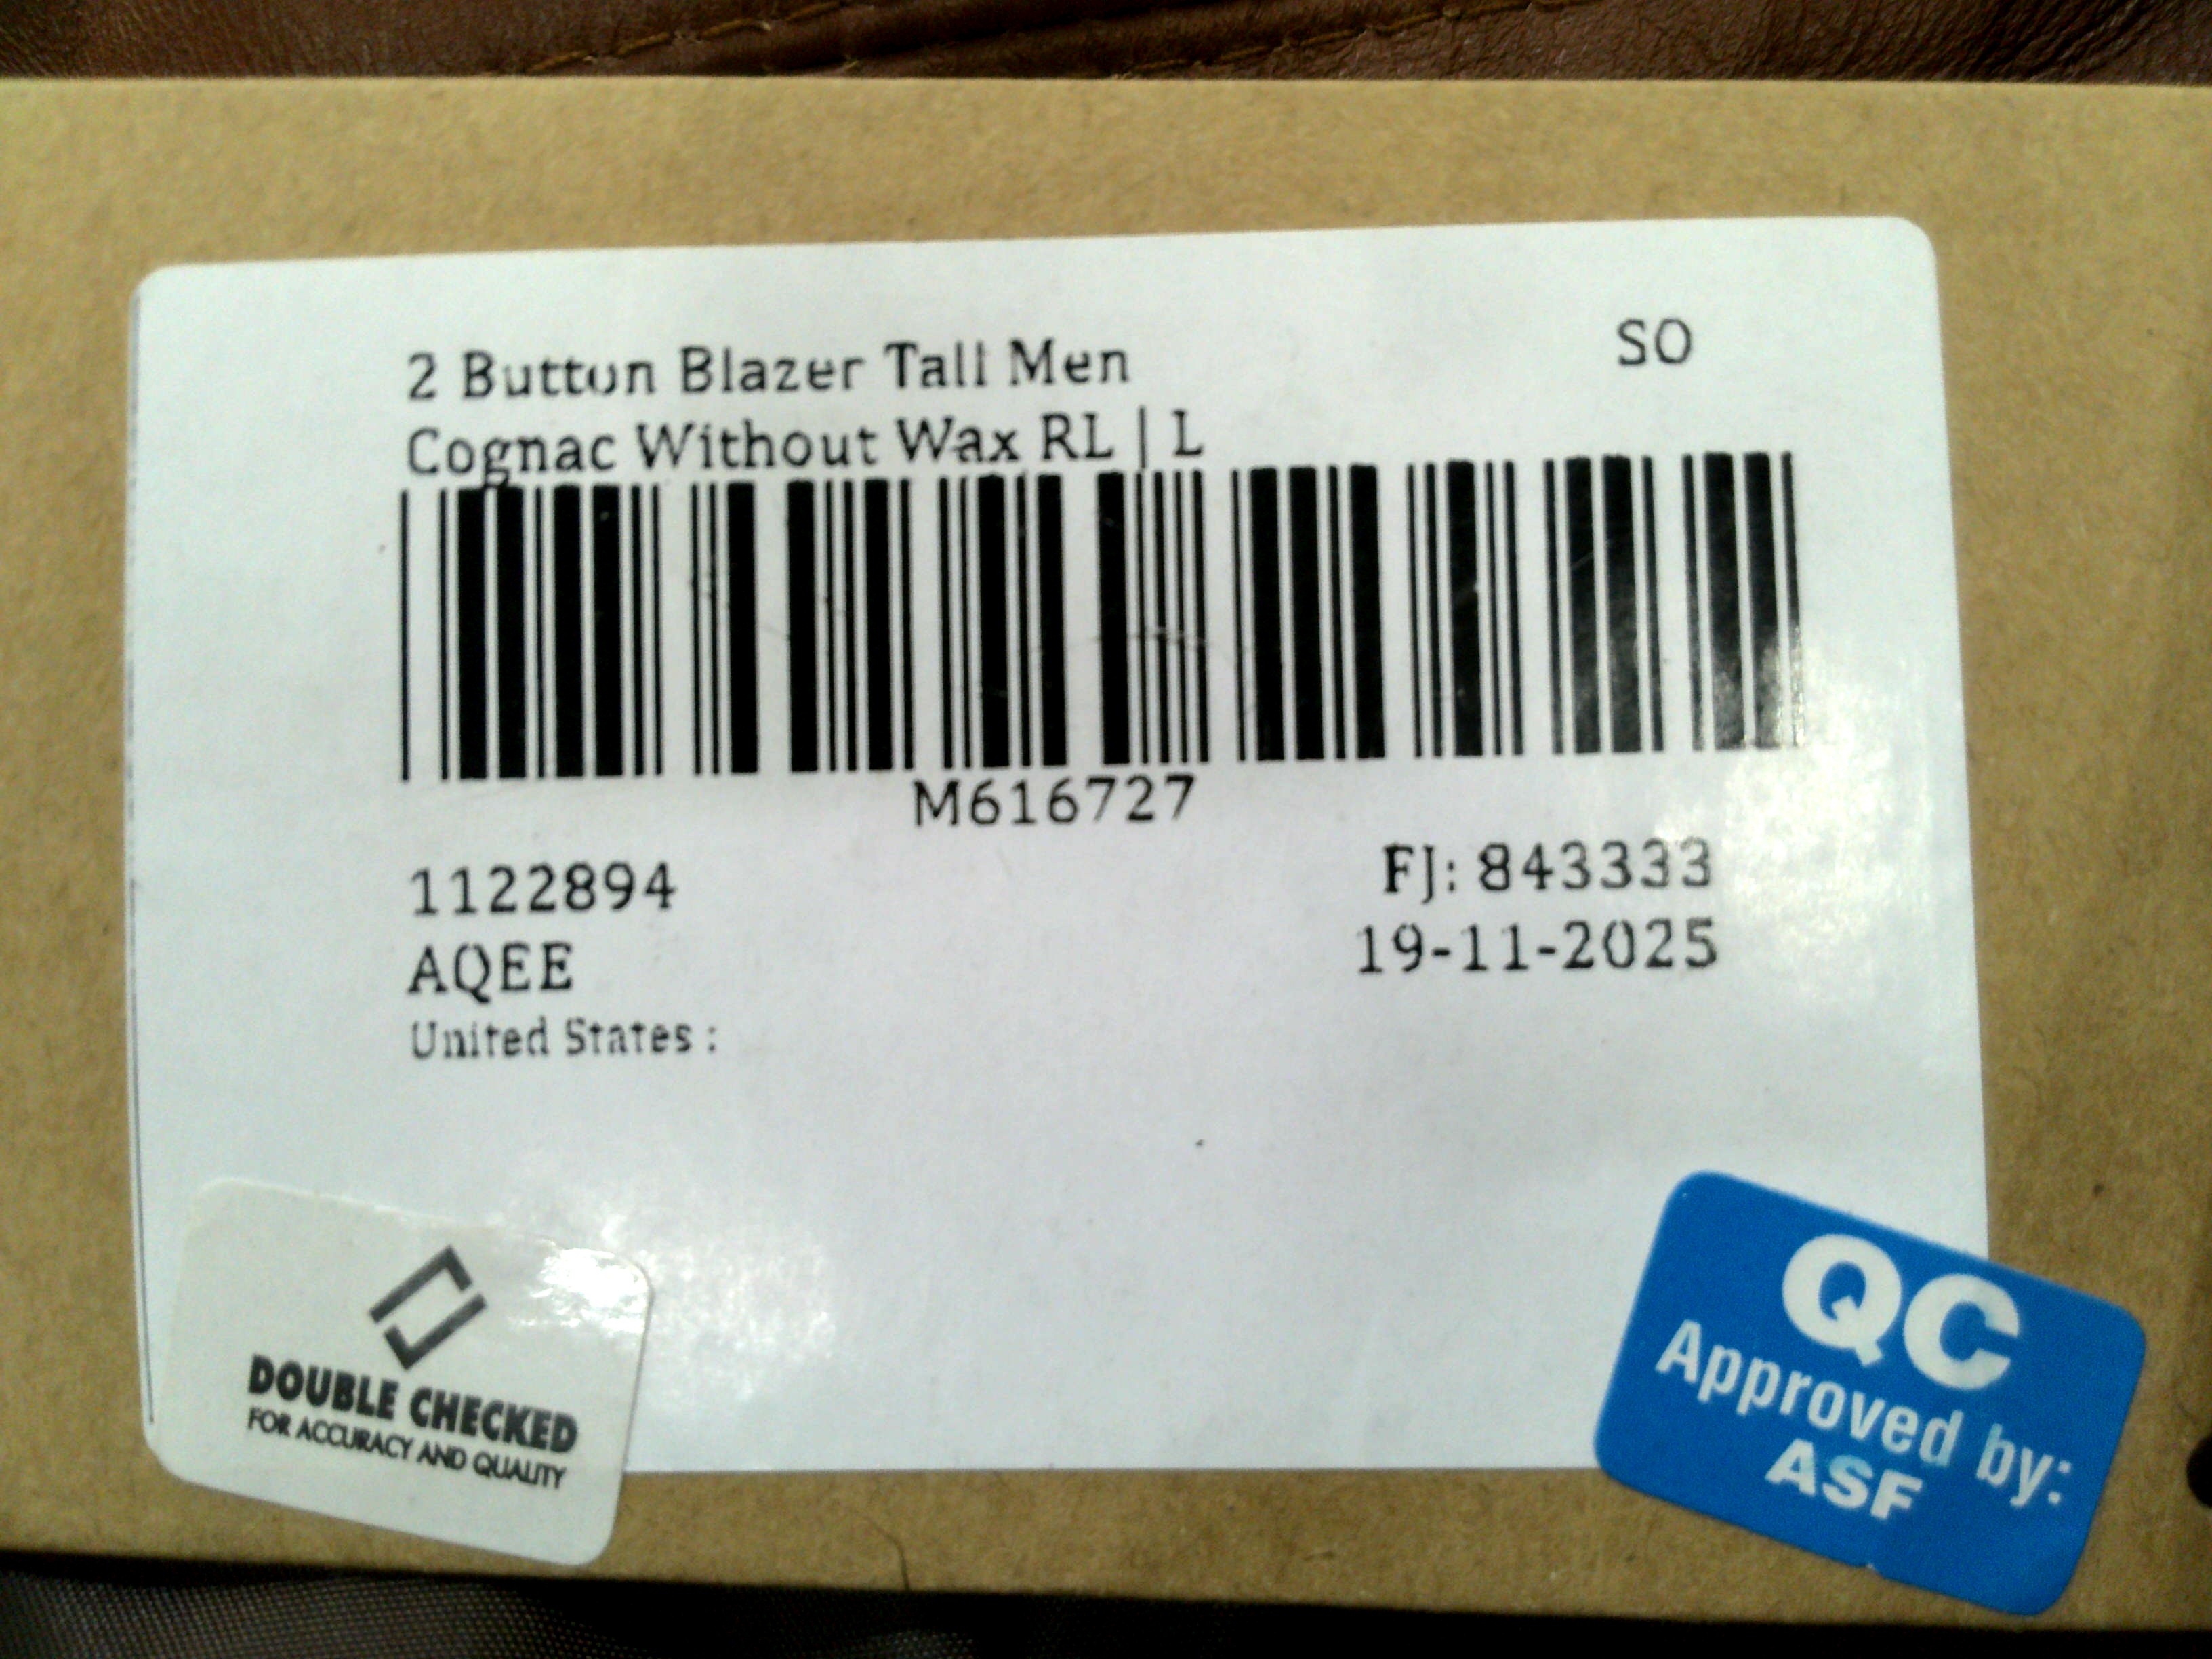 2 Button Blazer Tall Men
SO
Cognac Without Wax RL | L
M616727
1122894
FJ: 843333
AQEE
19-11-2025
United States :
DOUBLE CHECKED
FOR ACCURACY AND QUALITY
QC
Approved by:
ASF